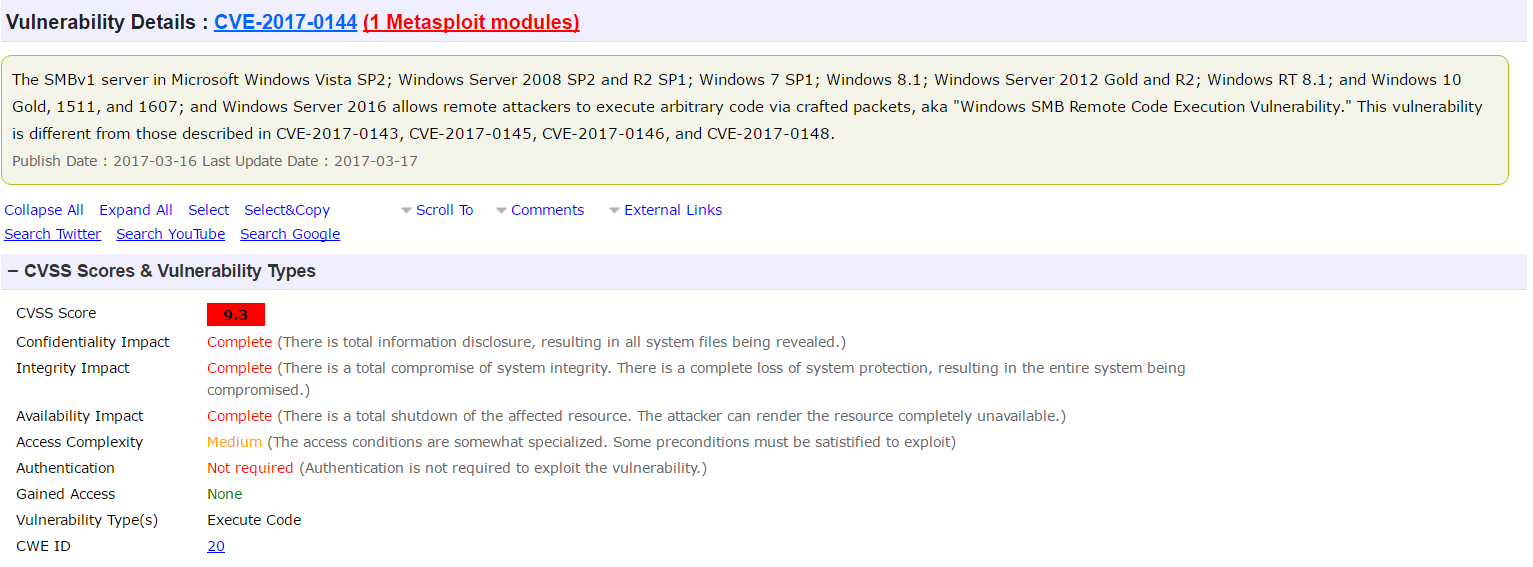 Vulnerability Details : CVE-2017-0144 (1 Metasploit modules)
The SMBv1 server in Microsoft Windows Vista SP2; Windows Server 2008 SP2 and R2 SP1; Windows 7 SP1; Windows 8.1; Windows Server 2012 Gold and R2; Windows RT 8.1; and Windows 10
Gold, 1511, and 1607; and Windows Server 2016 allows remote attackers to execute arbitrary code via crafted packets, aka "Windows SMB Remote Code Execution Vulnerability." This vulnerability
is different from those described in CVE-2017-0143, CVE-2017-0145, CVE-2017-0146, and CVE-2017-0148.
Publish Date : 2017-03-16 Last Update Date : 2017-03-17
Collapse All Expand All Select Select&Copy Scroll To Comments External Links
Search Twitter Search YouTube Search Google
– CVSS Scores & Vulnerability Types
CVSS Score 9.3
Confidentiality Impact Complete (There is total information disclosure, resulting in all system files being revealed.)
Integrity Impact Complete (There is a total compromise of system integrity. There is a complete loss of system protection, resulting in the entire system being
compromised.)
Availability Impact Complete (There is a total shutdown of the affected resource. The attacker can render the resource completely unavailable.)
Access Complexity Medium (The access conditions are somewhat specialized. Some preconditions must be satistified to exploit)
Authentication Not required (Authentication is not required to exploit the vulnerability.)
Gained Access None
Vulnerability Type(s) Execute Code
CWE ID 20